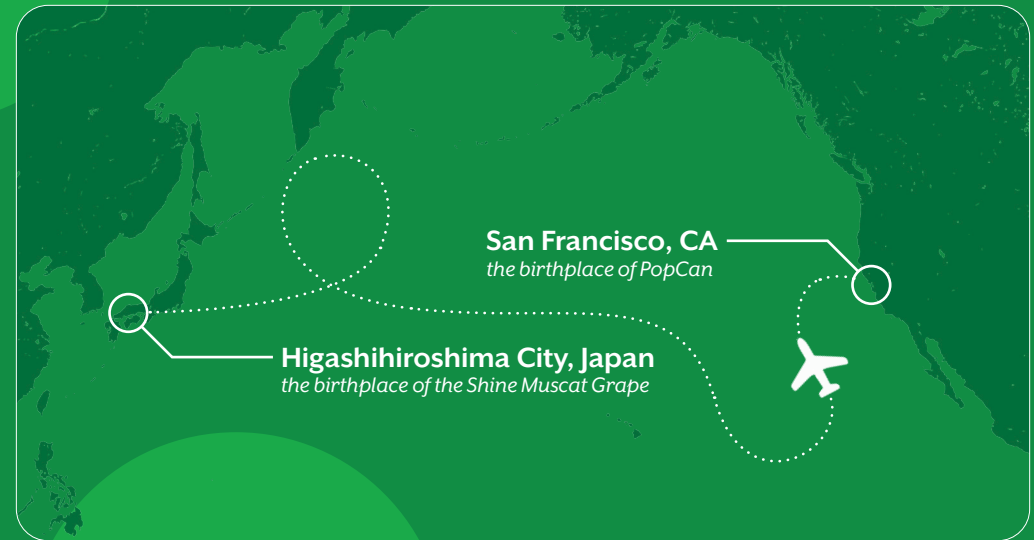 San Francisco, CA
the birthplace of PopCan
Higashihiroshima City, Japan
the birthplace of the Shine Muscat Grape